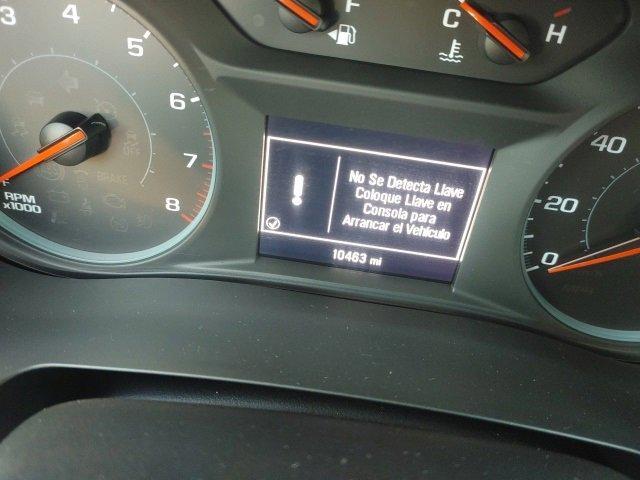 3
4
5
6
7
8
RPM
x1000
BRAKE
F
C
H
No Se Detecta Llave
Coloque Llave en
Consola para
Arrancar el Vehículo
10463 mi
40
20
0